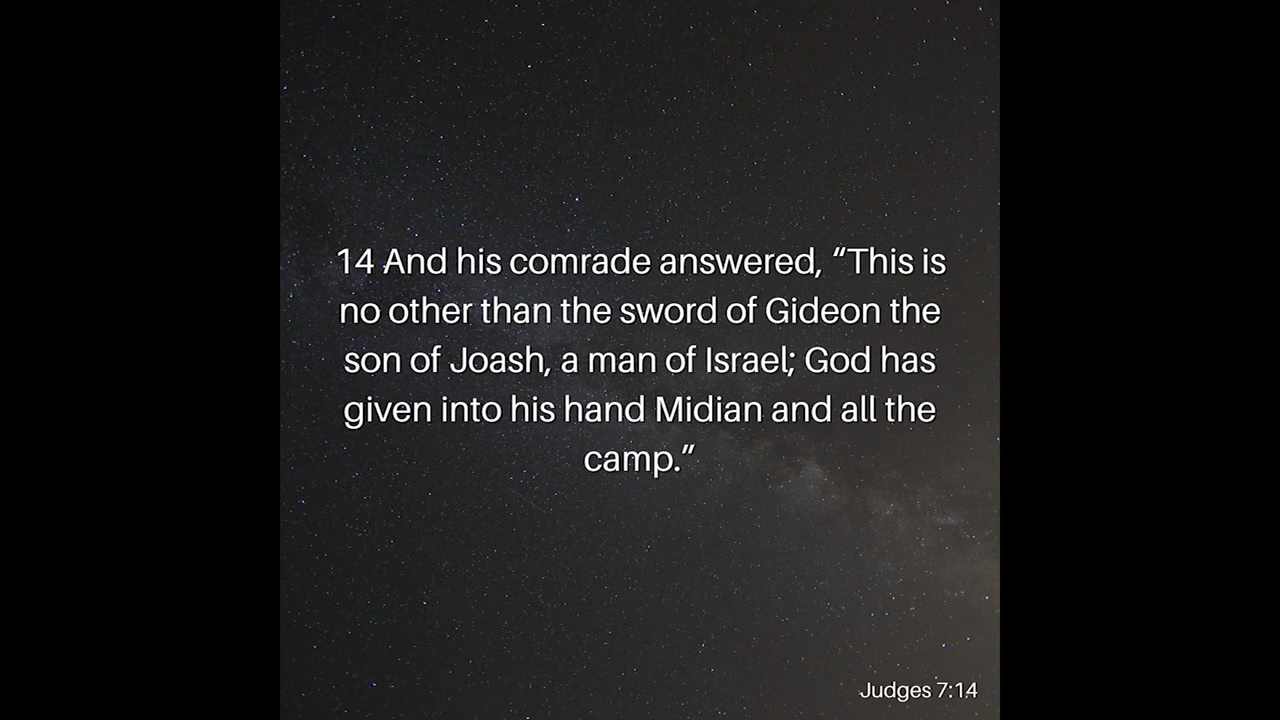 14 And his comrade answered, “This is
no other than the sword of Gideon the
son of Joash, a man of Israel; God has
given into his hand Midian and all the
camp.”
Judges 7:14